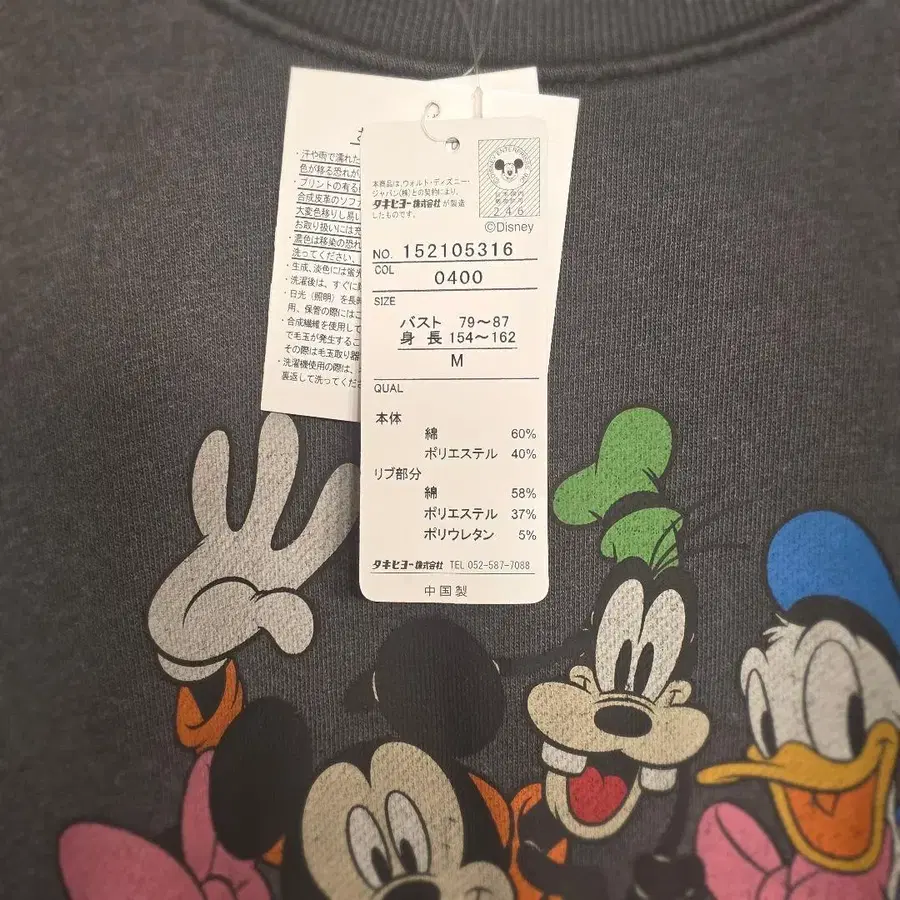 ・汗や雨で濡れた
色が移る恐れが
・プリントの有る
合成皮革のソフ
大変色移りし易い
お取り扱いには充
・濃色は移染の恐れ
洗ってください、
・生成、淡色には蛍光
・洗濯後は、すぐに
・日光（照明）を長時
用、保管の際にはご
・合成繊維を使用して
で毛玉が発生するこ
その際は毛玉取り器
・洗濯機使用の際は、
裏返して洗ってくだ
本商品は、ウォルト・ディズニー・
ジャパン(株)との契約により、
タキヒヨー株式会社が製造
したものです。
246
©Disney
NO. 152105316
COL
0400
SIZE
バスト 79～87
身長 154～162
M
QUAL
本体
綿 60%
ポリエステル 40%
リブ部分
綿 58%
ポリエステル 37%
ポリウレタン 5%
タキヒヨー株式会社 TEL 052-587-7088
中国製